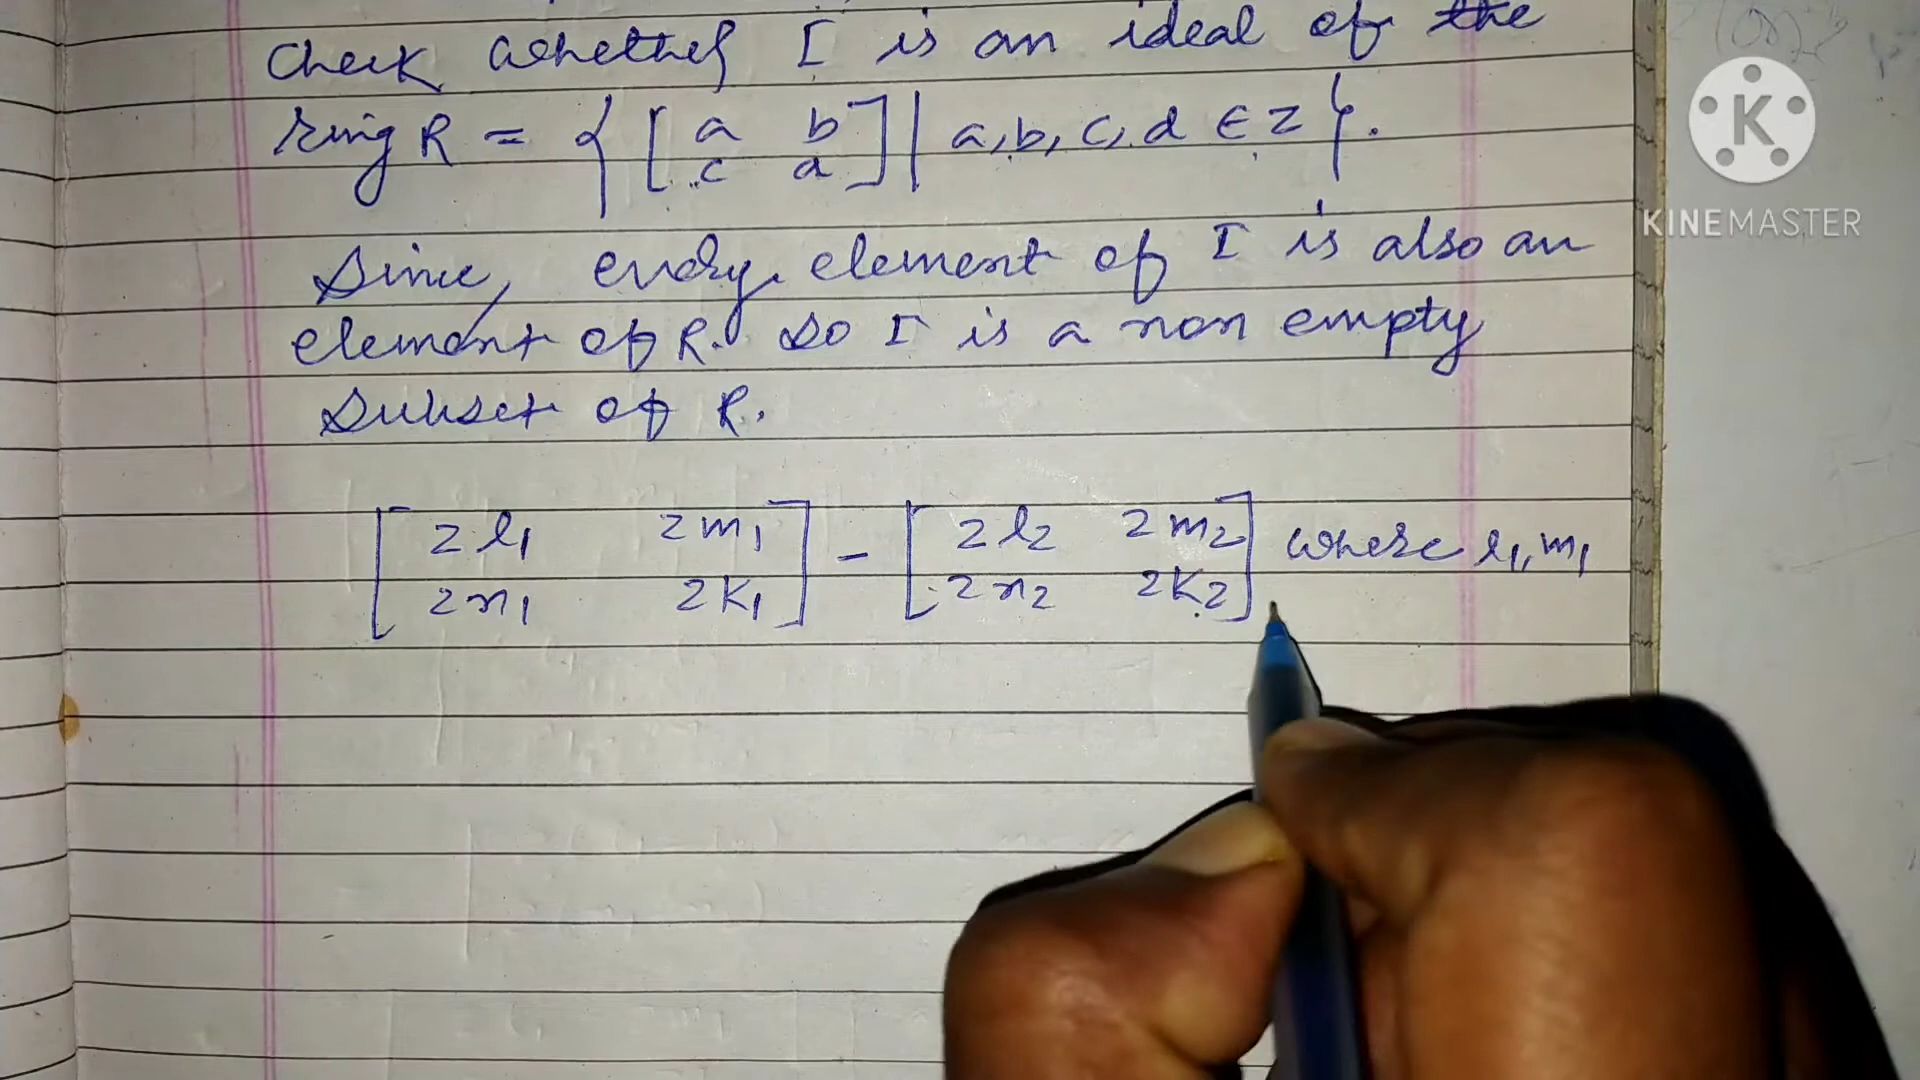 Check whether I is an ideal of the
ring R = { [ a b ] | a, b, c, d ∈ Z }.
c d
Since, every element of I is also an
element of R. So I is a non empty
subset of R.
[ 2l₁ 2m₁ ] - [ 2l₂ 2m₂ ] where l₁, m₁
2n₁ 2k₁ 2n₂ 2k₂
K
KINEMASTER